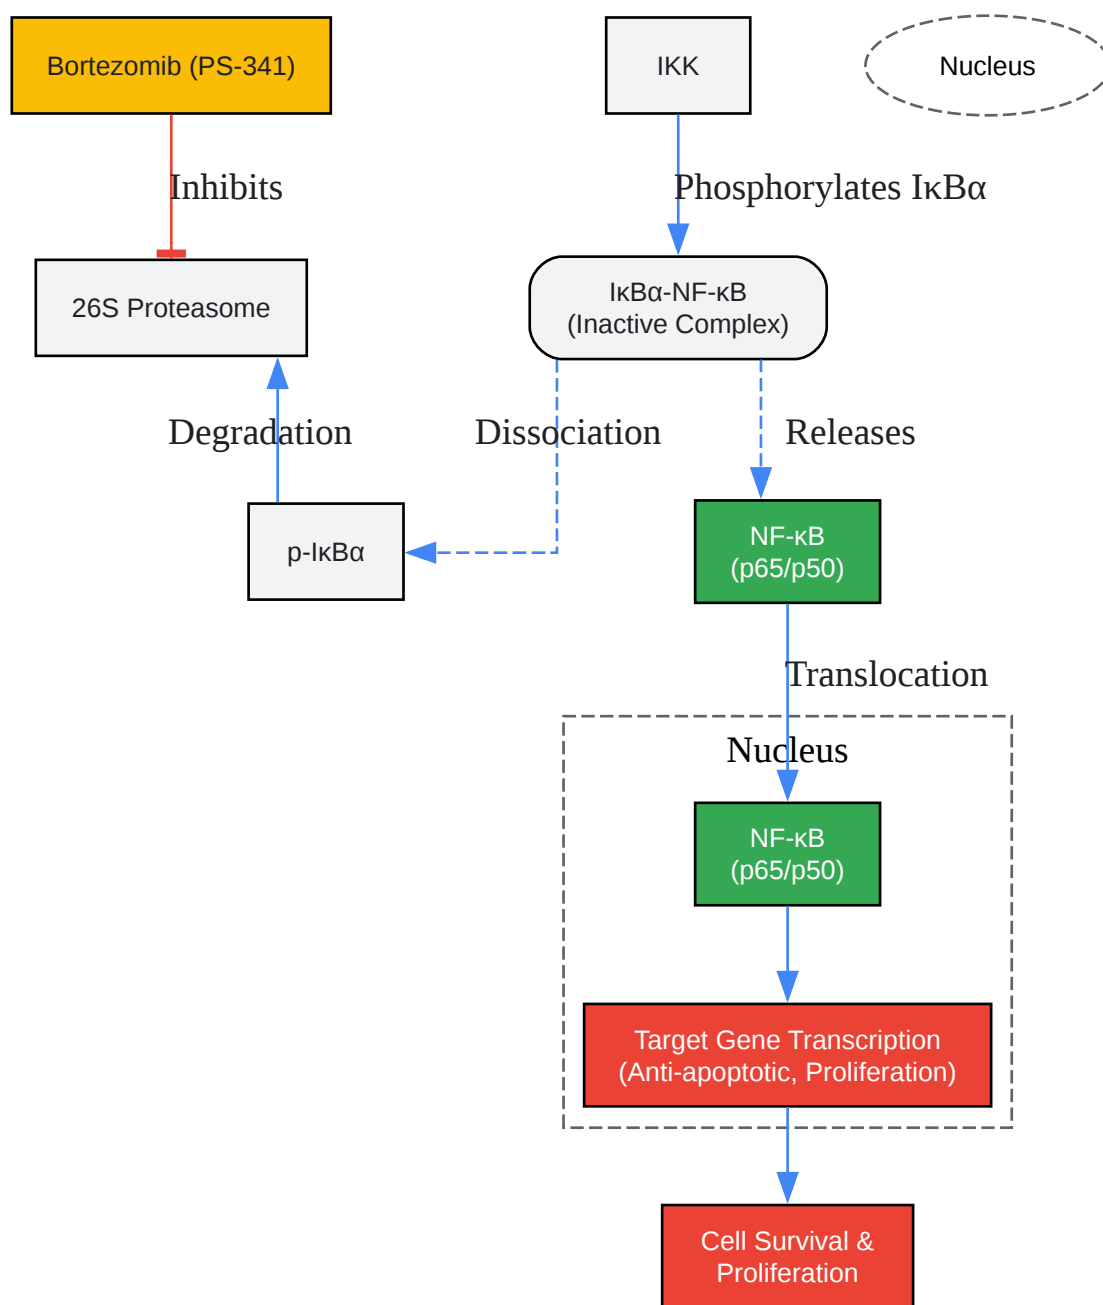 Bortezomib (PS-341)
IKK
Nucleus
Inhibits
Phosphorylates IκBα
26S Proteasome
IκBα-NF-κB
(Inactive Complex)
Degradation
Dissociation
Releases
p-IκBα
NF-κB
(p65/p50)
Translocation
Nucleus
NF-κB
(p65/p50)
Target Gene Transcription
(Anti-apoptotic, Proliferation)
Cell Survival &
Proliferation